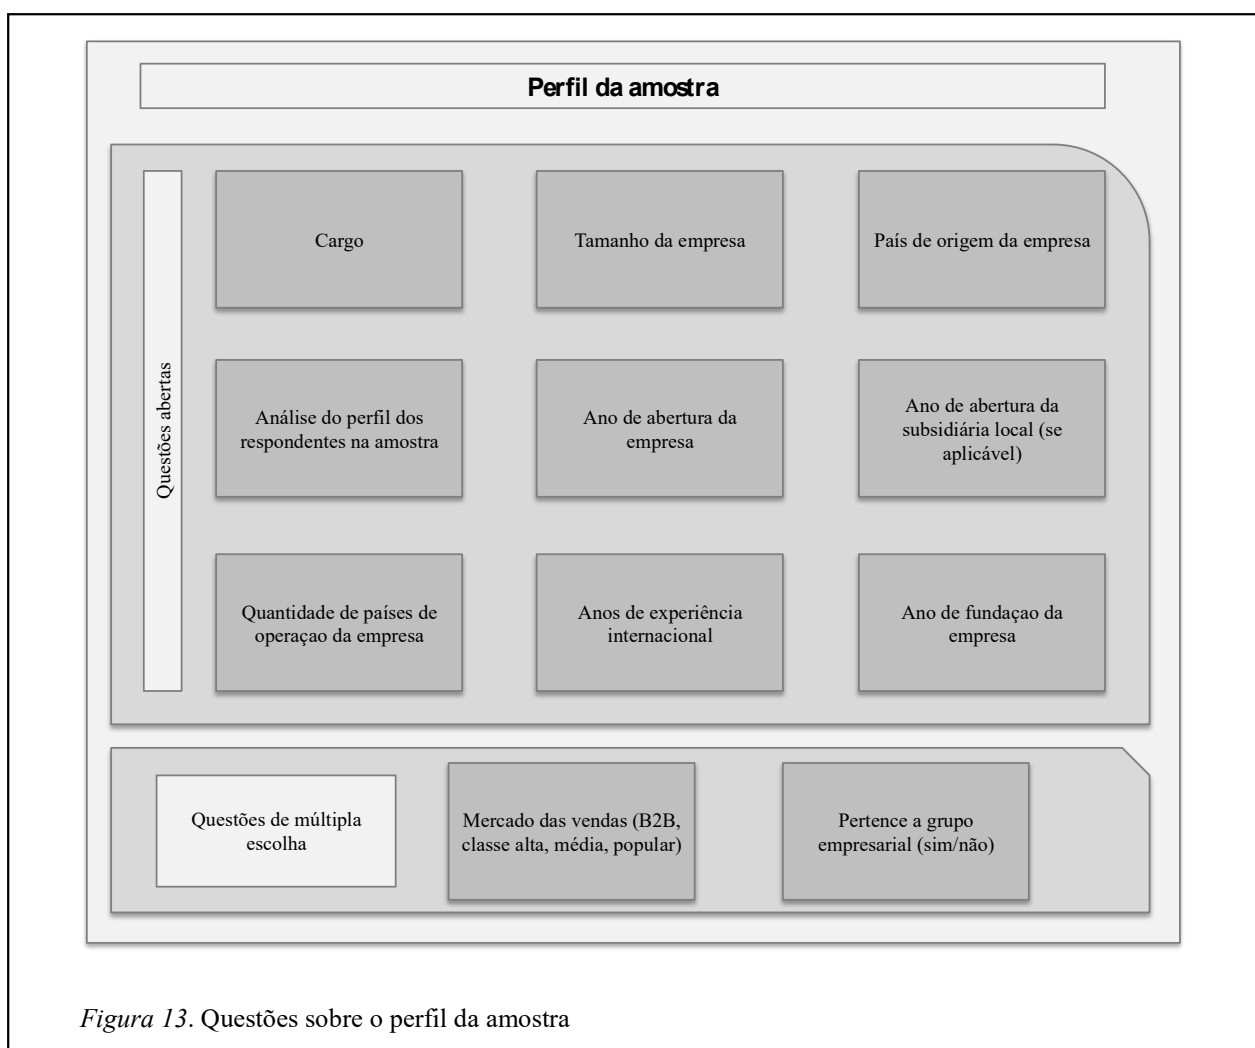 Perfil da amostra
Questões abertas
Cargo
Tamanho da empresa
País de origem da empresa
Análise do perfil dos
respondentes na amostra
Ano de abertura da
empresa
Ano de abertura da
subsidiária local (se
aplicável)
Quantidade de países de
operaçao da empresa
Anos de experiência
internacional
Ano de fundaçao da
empresa
Questões de múltipla
escolha
Mercado das vendas (B2B,
classe alta, média, popular)
Pertence a grupo
empresarial (sim/não)
Figura 13. Questões sobre o perfil da amostra